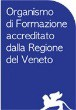 Organismo
di Formazione
accreditato
dalla Regione
del Veneto